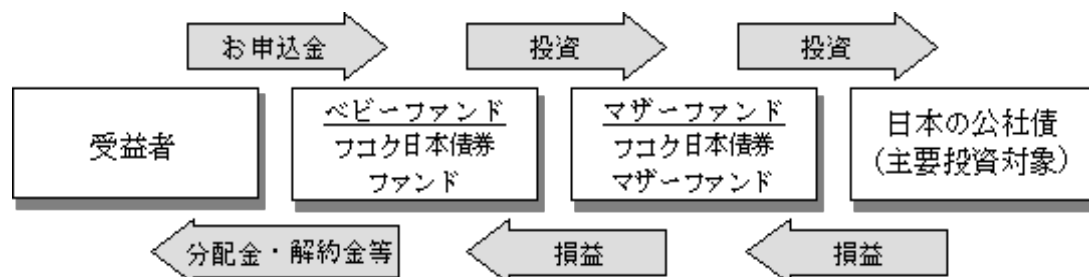 お申込金
投資
投資
受益者
ベビーファンド
フコク日本債券
ファンド
マザーファンド
フコク日本債券
マザーファンド
日本の公社債
(主要投資対象)
分配金・解約金等
損益
損益